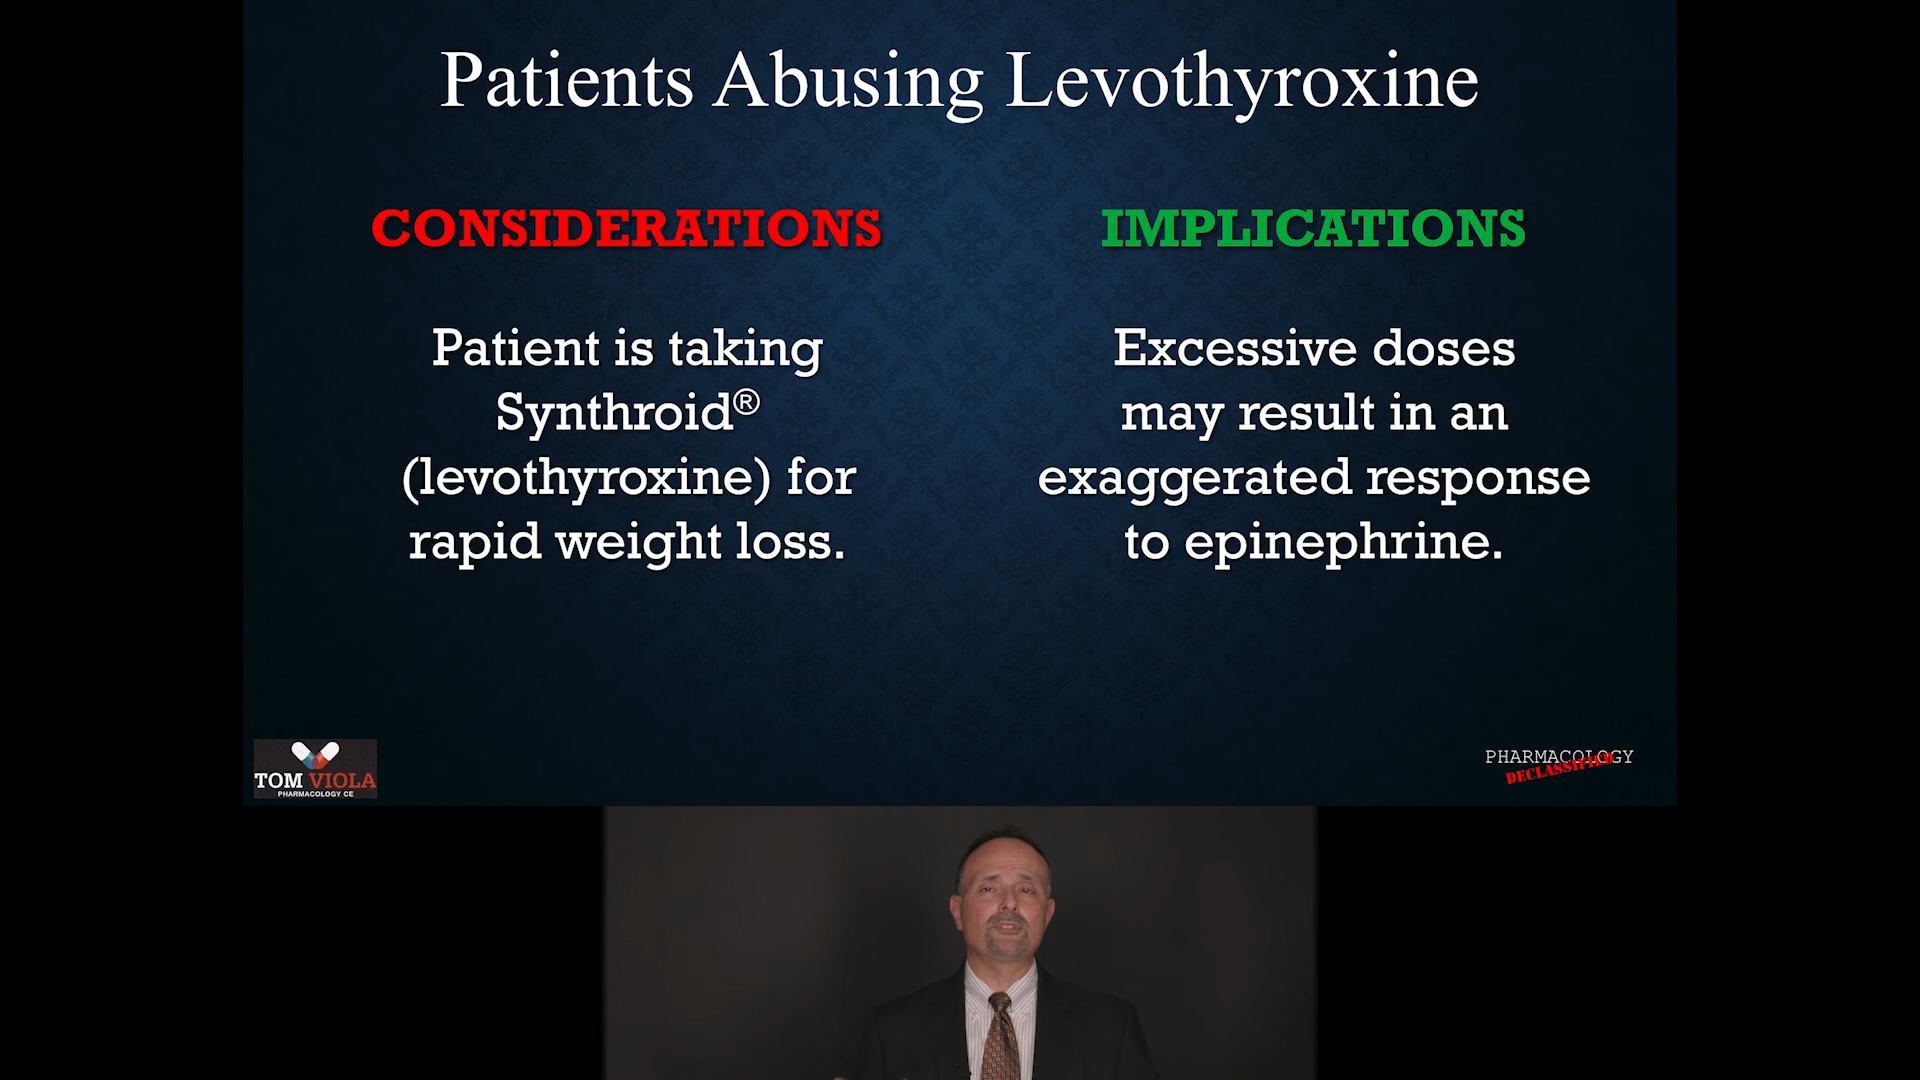 Patients Abusing Levothyroxine
CONSIDERATIONS
Patient is taking
Synthroid®
(levothyroxine) for
rapid weight loss.
IMPLICATIONS
Excessive doses
may result in an
exaggerated response
to epinephrine.
TOM VIOLA
PHARMACOLOGY CE
PHARMACOLOGY
DECLASSIFIED